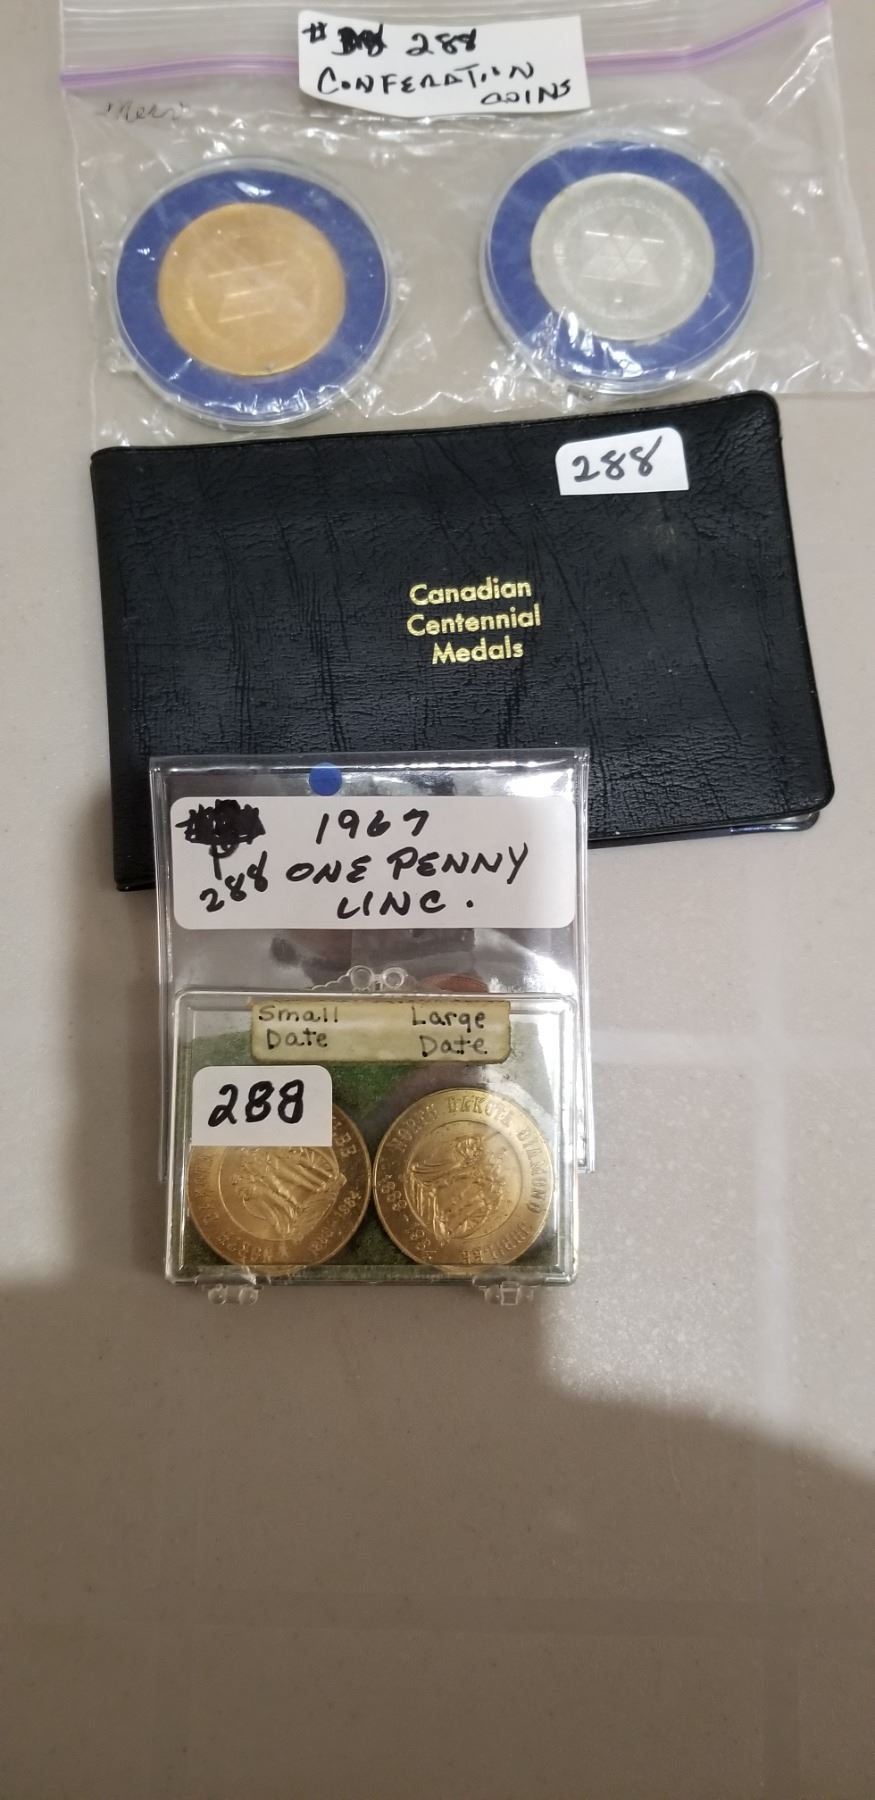 # 288
CONFERATION
COINS
288
Canadian
Centennial
Medals
1967
288 ONE PENNY
LINC.
Small Large
Date Date
288
NORTH DAKOTA DIAMOND JUBILEE